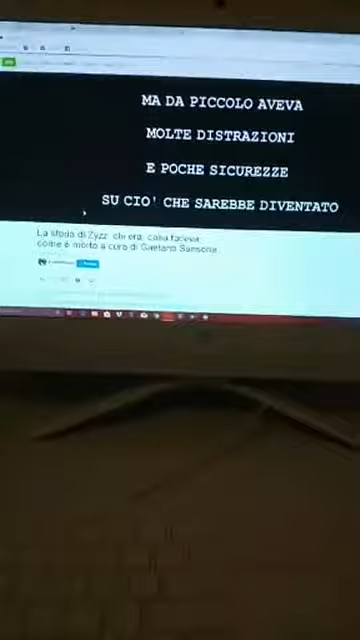 MA DA PICCOLO AVEVA
MOLTE DISTRAZIONI
E POCHE SICUREZZE
SU CIO' CHE SAREBBE DIVENTATO
La storia di Zyzz: chi era, cosa faceva,
come è morto a cura di Gaetano Sansone